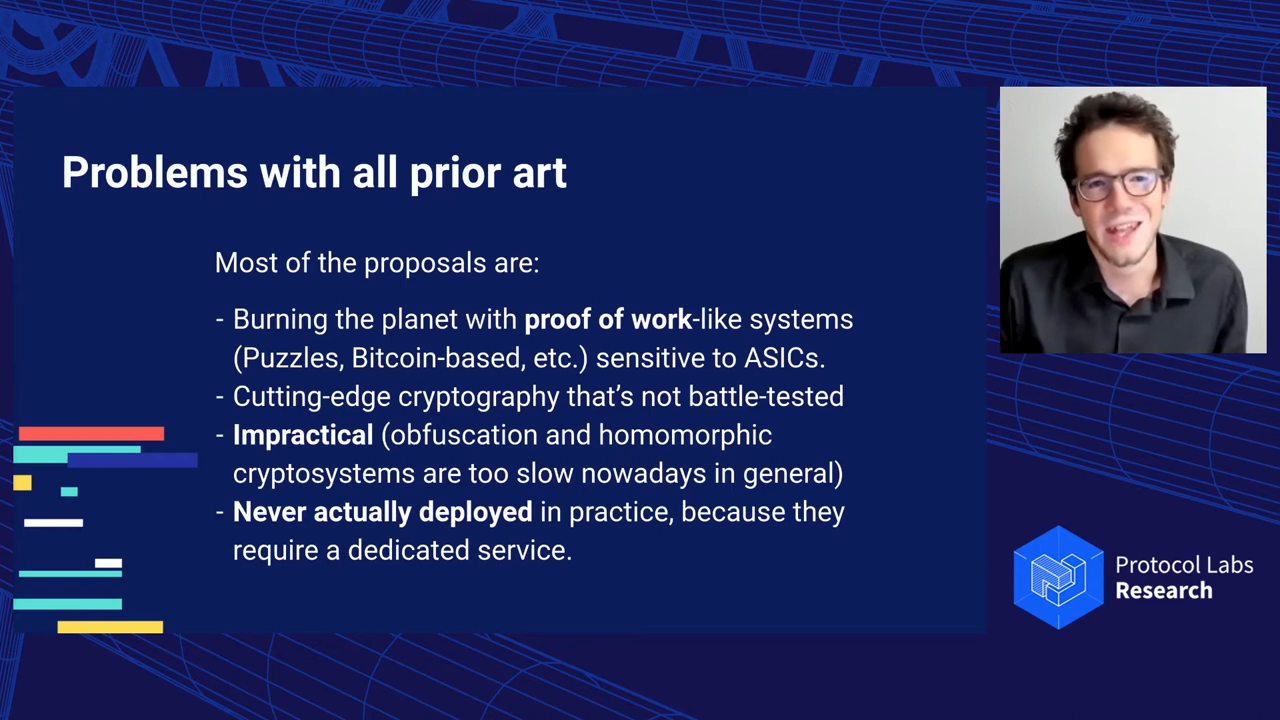 Problems with all prior art
Most of the proposals are:
- Burning the planet with proof of work-like systems
(Puzzles, Bitcoin-based, etc.) sensitive to ASICs.
- Cutting-edge cryptography that’s not battle-tested
- Impractical (obfuscation and homomorphic
cryptosystems are too slow nowadays in general)
- Never actually deployed in practice, because they
require a dedicated service.
Protocol Labs
Research